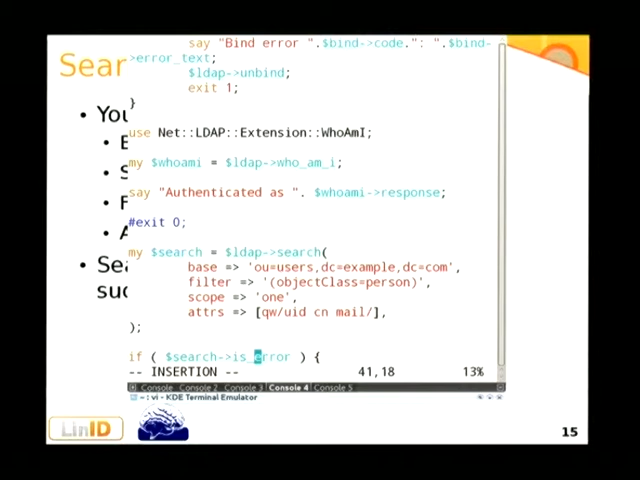 Sear
• You
• E
• S
• F
• A
• Sea
suc
say "Bind error ".$bind->code.": ".$bind-
>error_text;
$ldap->unbind;
exit 1;
}
use Net::LDAP::Extension::WhoAmI;
my $whoami = $ldap->who_am_i;
say "Authenticated as ". $whoami->response;
#exit 0;
my $search = $ldap->search(
base => 'ou=users,dc=example,dc=com',
filter => '(objectClass=person)',
scope => 'one',
attrs => [qw/uid cn mail/],
);
if ( $search->is_error ) {
-- INSERTION -- 41,18 13%
Console Console 2 Console 3 Console 4 Console 5
~ : vi - KDE Terminal Emulator
LinID
15